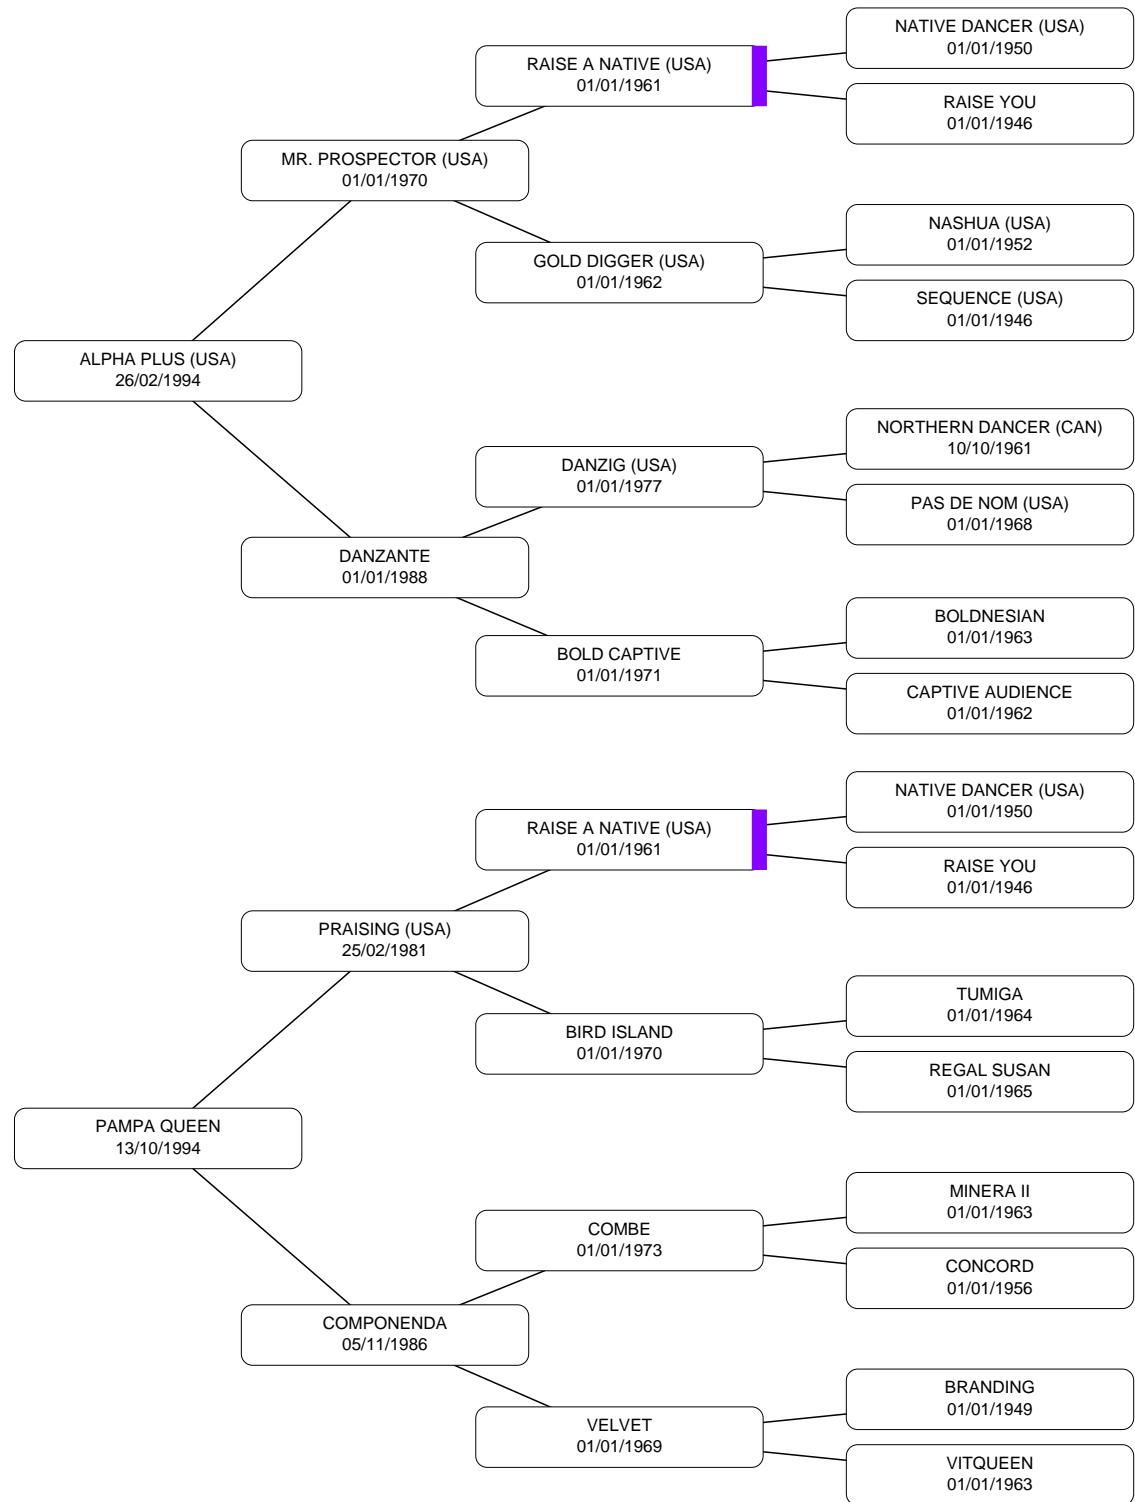 NATIVE DANCER (USA)
01/01/1950
RAISE A NATIVE (USA)
01/01/1961
RAISE YOU
01/01/1946
MR. PROSPECTOR (USA)
01/01/1970
NASHUA (USA)
01/01/1952
GOLD DIGGER (USA)
01/01/1962
SEQUENCE (USA)
01/01/1946
ALPHA PLUS (USA)
26/02/1994
NORTHERN DANCER (CAN)
10/10/1961
DANZIG (USA)
01/01/1977
PAS DE NOM (USA)
01/01/1968
DANZANTE
01/01/1988
BOLDNESIAN
01/01/1963
BOLD CAPTIVE
01/01/1971
CAPTIVE AUDIENCE
01/01/1962
NATIVE DANCER (USA)
01/01/1950
RAISE A NATIVE (USA)
01/01/1961
RAISE YOU
01/01/1946
PRAISING (USA)
25/02/1981
TUMIGA
01/01/1964
BIRD ISLAND
01/01/1970
REGAL SUSAN
01/01/1965
PAMPA QUEEN
13/10/1994
MINERA II
01/01/1963
COMBE
01/01/1973
CONCORD
01/01/1956
COMPONENDA
05/11/1986
BRANDING
01/01/1949
VELVET
01/01/1969
VITQUEEN
01/01/1963